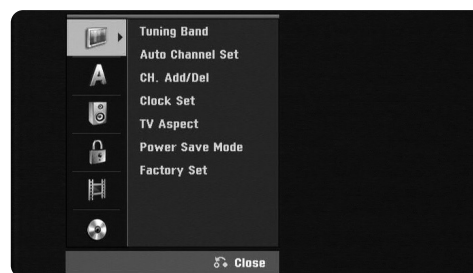 Tuning Band
Auto Channel Set
A
CH. Add/Del
Clock Set
TV Aspect
Power Save Mode
Factory Set
Close